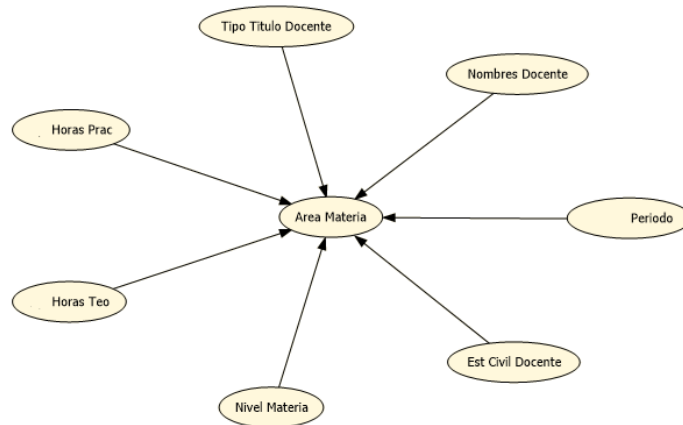 Tipo Titulo Docente
Nombres Docente
Horas Prac
Area Materia
Periodo
Horas Teo
Est Civil Docente
Nivel Materia